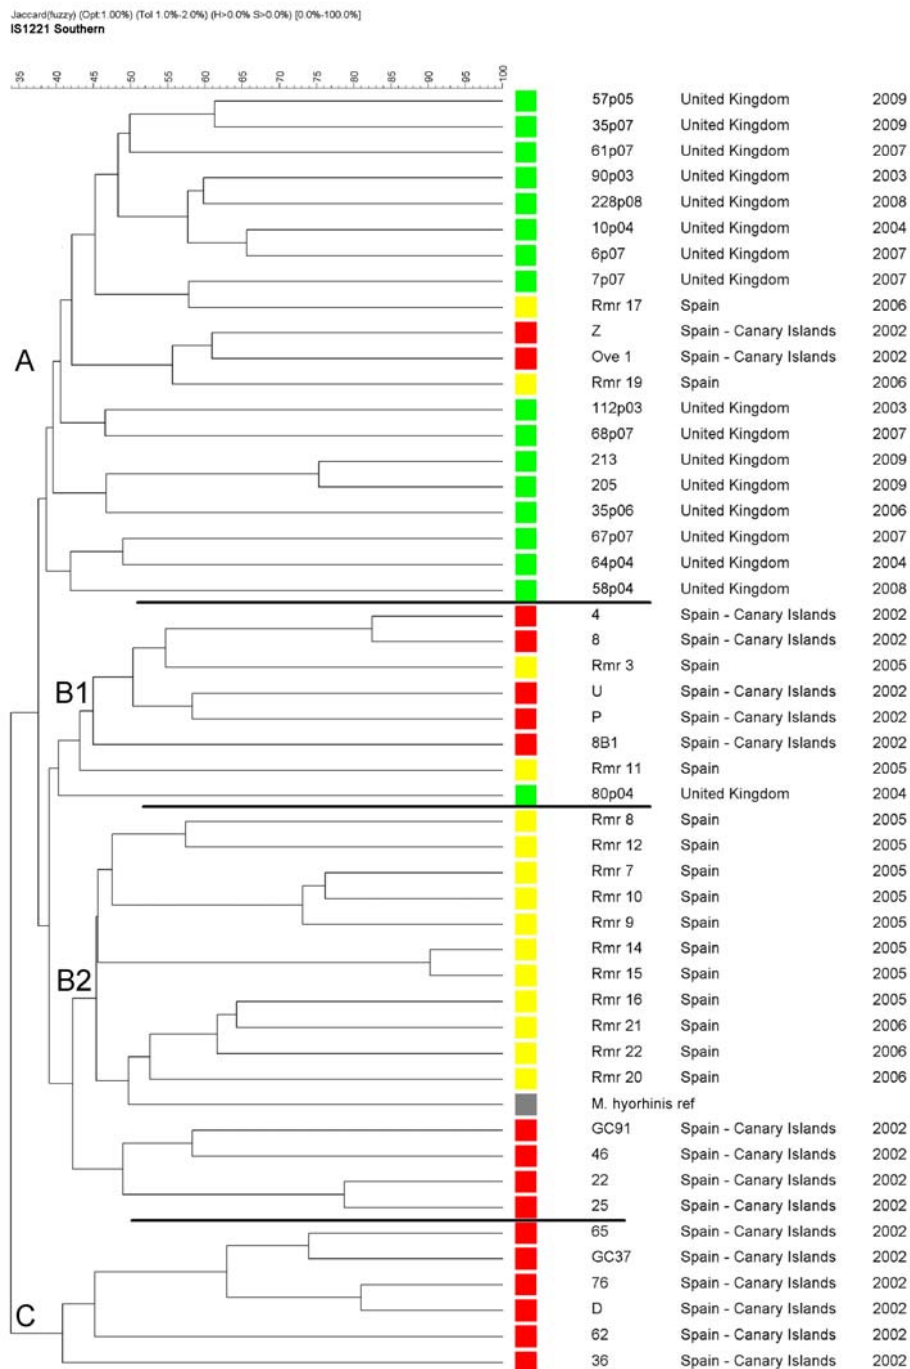 Jaccard(fuzzy) (Opt:1.00%) (Tol 1.0%-2.0%) (H>0.0% S>0.0%) [0.0%-100.0%]
IS1221 Southern
35 40 45 50 55 60 65 70 75 80 85 90 95 100
57p05 United Kingdom 2009
35p07 United Kingdom 2009
61p07 United Kingdom 2007
90p03 United Kingdom 2003
228p08 United Kingdom 2008
10p04 United Kingdom 2004
6p07 United Kingdom 2007
7p07 United Kingdom 2007
Rmr 17 Spain 2006
Z Spain - Canary Islands 2002
A
Ove 1 Spain - Canary Islands 2002
Rmr 19 Spain 2006
112p03 United Kingdom 2003
68p07 United Kingdom 2007
213 United Kingdom 2009
205 United Kingdom 2009
35p06 United Kingdom 2006
67p07 United Kingdom 2007
64p04 United Kingdom 2004
58p04 United Kingdom 2008
4 Spain - Canary Islands 2002
8 Spain - Canary Islands 2002
Rmr 3 Spain 2005
B1
U Spain - Canary Islands 2002
P Spain - Canary Islands 2002
8B1 Spain - Canary Islands 2002
Rmr 11 Spain 2005
80p04 United Kingdom 2004
Rmr 8 Spain 2005
Rmr 12 Spain 2005
Rmr 7 Spain 2005
Rmr 10 Spain 2005
Rmr 9 Spain 2005
Rmr 14 Spain 2005
Rmr 15 Spain 2005
B2
Rmr 16 Spain 2005
Rmr 21 Spain 2006
Rmr 22 Spain 2006
Rmr 20 Spain 2006
M. hyorhinis ref
GC91 Spain - Canary Islands 2002
46 Spain - Canary Islands 2002
22 Spain - Canary Islands 2002
25 Spain - Canary Islands 2002
65 Spain - Canary Islands 2002
GC37 Spain - Canary Islands 2002
76 Spain - Canary Islands 2002
D Spain - Canary Islands 2002
C
62 Spain - Canary Islands 2002
36 Spain - Canary Islands 2002